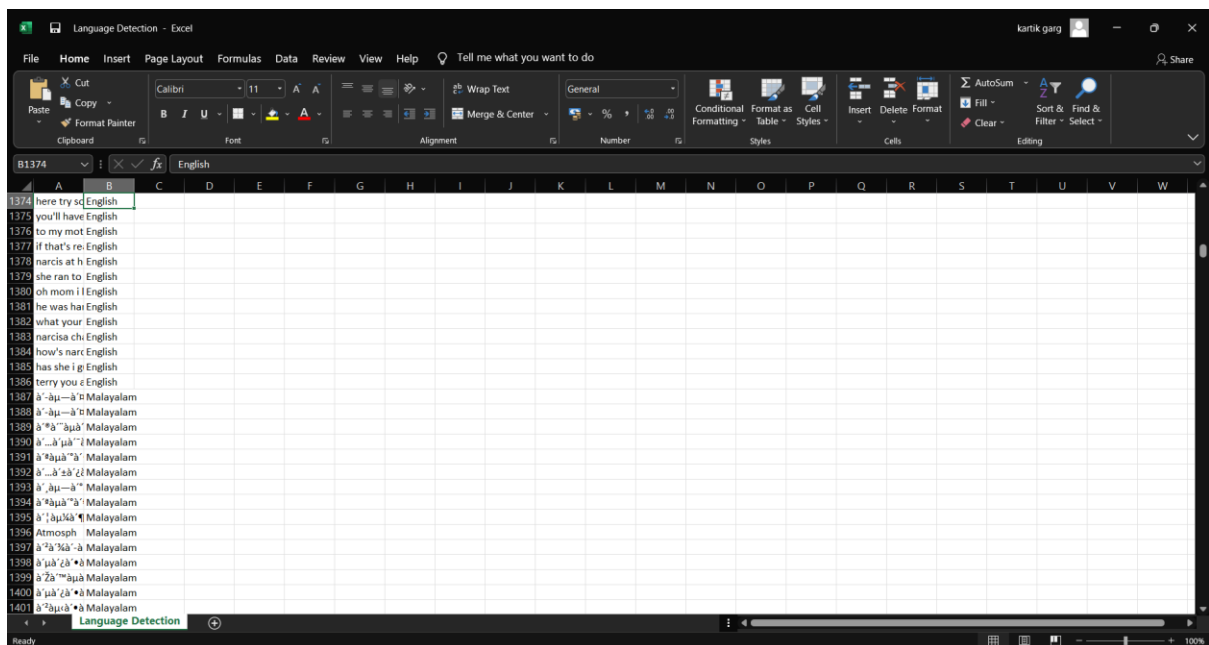 Language Detection - Excel
kartik garg
File Home Insert Page Layout Formulas Data Review View Help Tell me what you want to do Share
Cut Calibri 11 Wrap Text General AutoSum
Copy Fill
Paste Format Painter B I U Merge & Center % Conditional Formatting Format as Table Cell Styles Insert Delete Format Clear Sort & Filter Find & Select
Clipboard Font Alignment Number Styles Cells Editing
B1374 fx English
A B C D E F G H I J K L M N O P Q R S T U V W
1374 here try English
1375 you'll have English
1376 to my English
1377 if that's English
1378 narcis at English
1379 she ran to English
1380 oh mom i English
1381 he was English
1382 what your English
1383 narcisa English
1384 how's English
1385 has she i English
1386 terry you English
1387 Malayalam
1388 Malayalam
1389 Malayalam
1390 Malayalam
1391 Malayalam
1392 Malayalam
1393 Malayalam
1394 Malayalam
1395 Malayalam
1396 Atmosph Malayalam
1397 Malayalam
1398 Malayalam
1399 Malayalam
1400 Malayalam
1401 Malayalam
Language Detection
Ready 100%